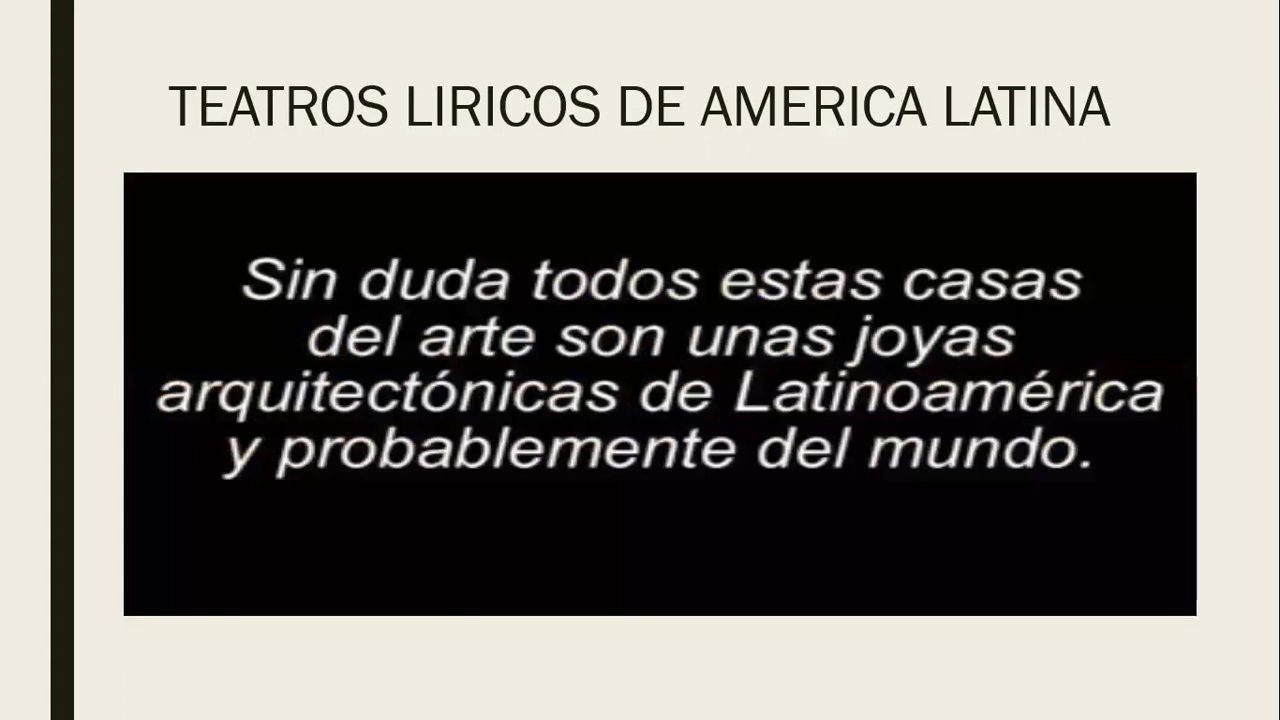 TEATROS LIRICOS DE AMERICA LATINA
Sin duda todos estas casas
del arte son unas joyas
arquitectónicas de Latinoamérica
y probablemente del mundo.